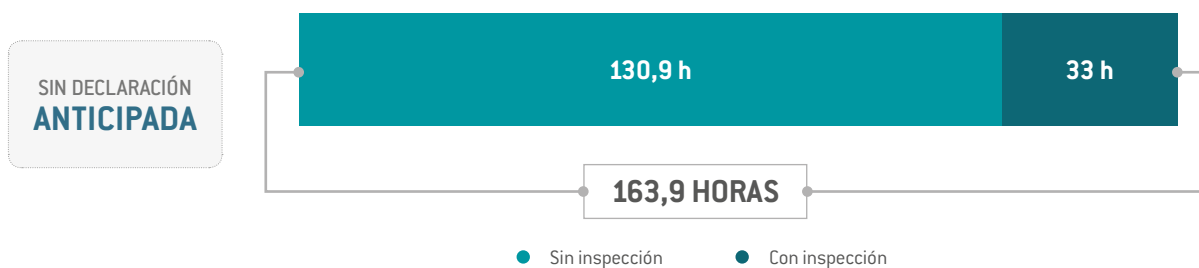 130,9 h
33 h
SIN DECLARACIÓN
ANTICIPADA
163,9 HORAS
Sin inspección
Con inspección